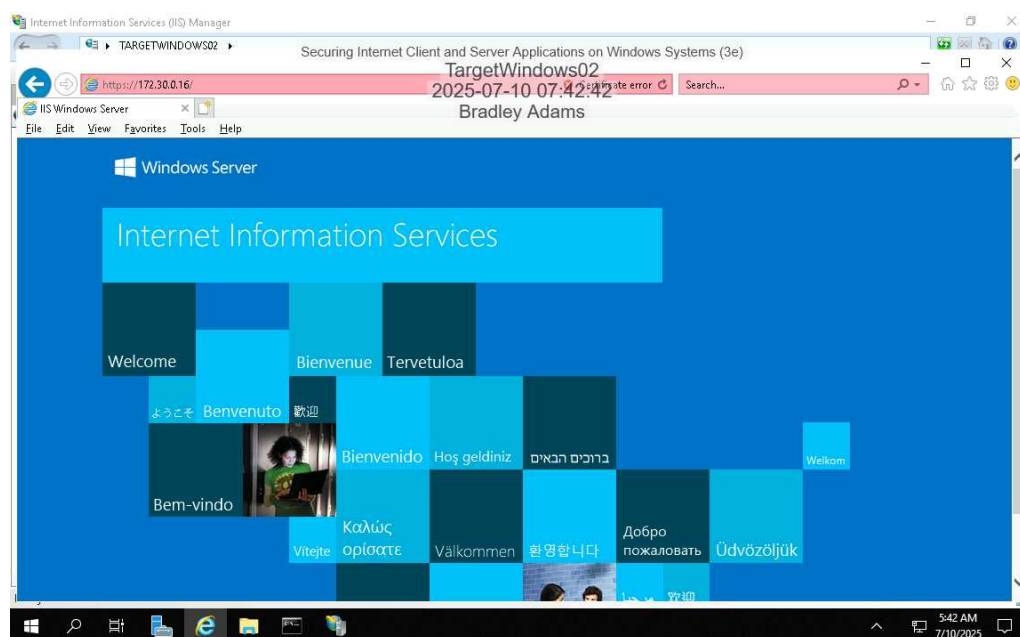 Internet Information Services (IIS) Manager
TARGETWINDOWS02
Securing Internet Client and Server Applications on Windows Systems (3e)
TargetWindows02
2025-07-10 07:42:42
Bradley Adams
https://172.30.0.16/
Certificate error
Search...
IIS Windows Server
File Edit View Favorites Tools Help
Windows Server
Internet Information Services
Welcome
Bienvenue
Tervetuloa
ようこそ
Benvenuto
歡迎
Bienvenido
Hoş geldiniz
ברוכים הבאים
Welkom
Bem-vindo
Vítejte
Καλώς
ορίσατε
Välkommen
환영합니다
Добро
пожаловать
Üdvözöljük
欢迎
5:42 AM
7/10/2025